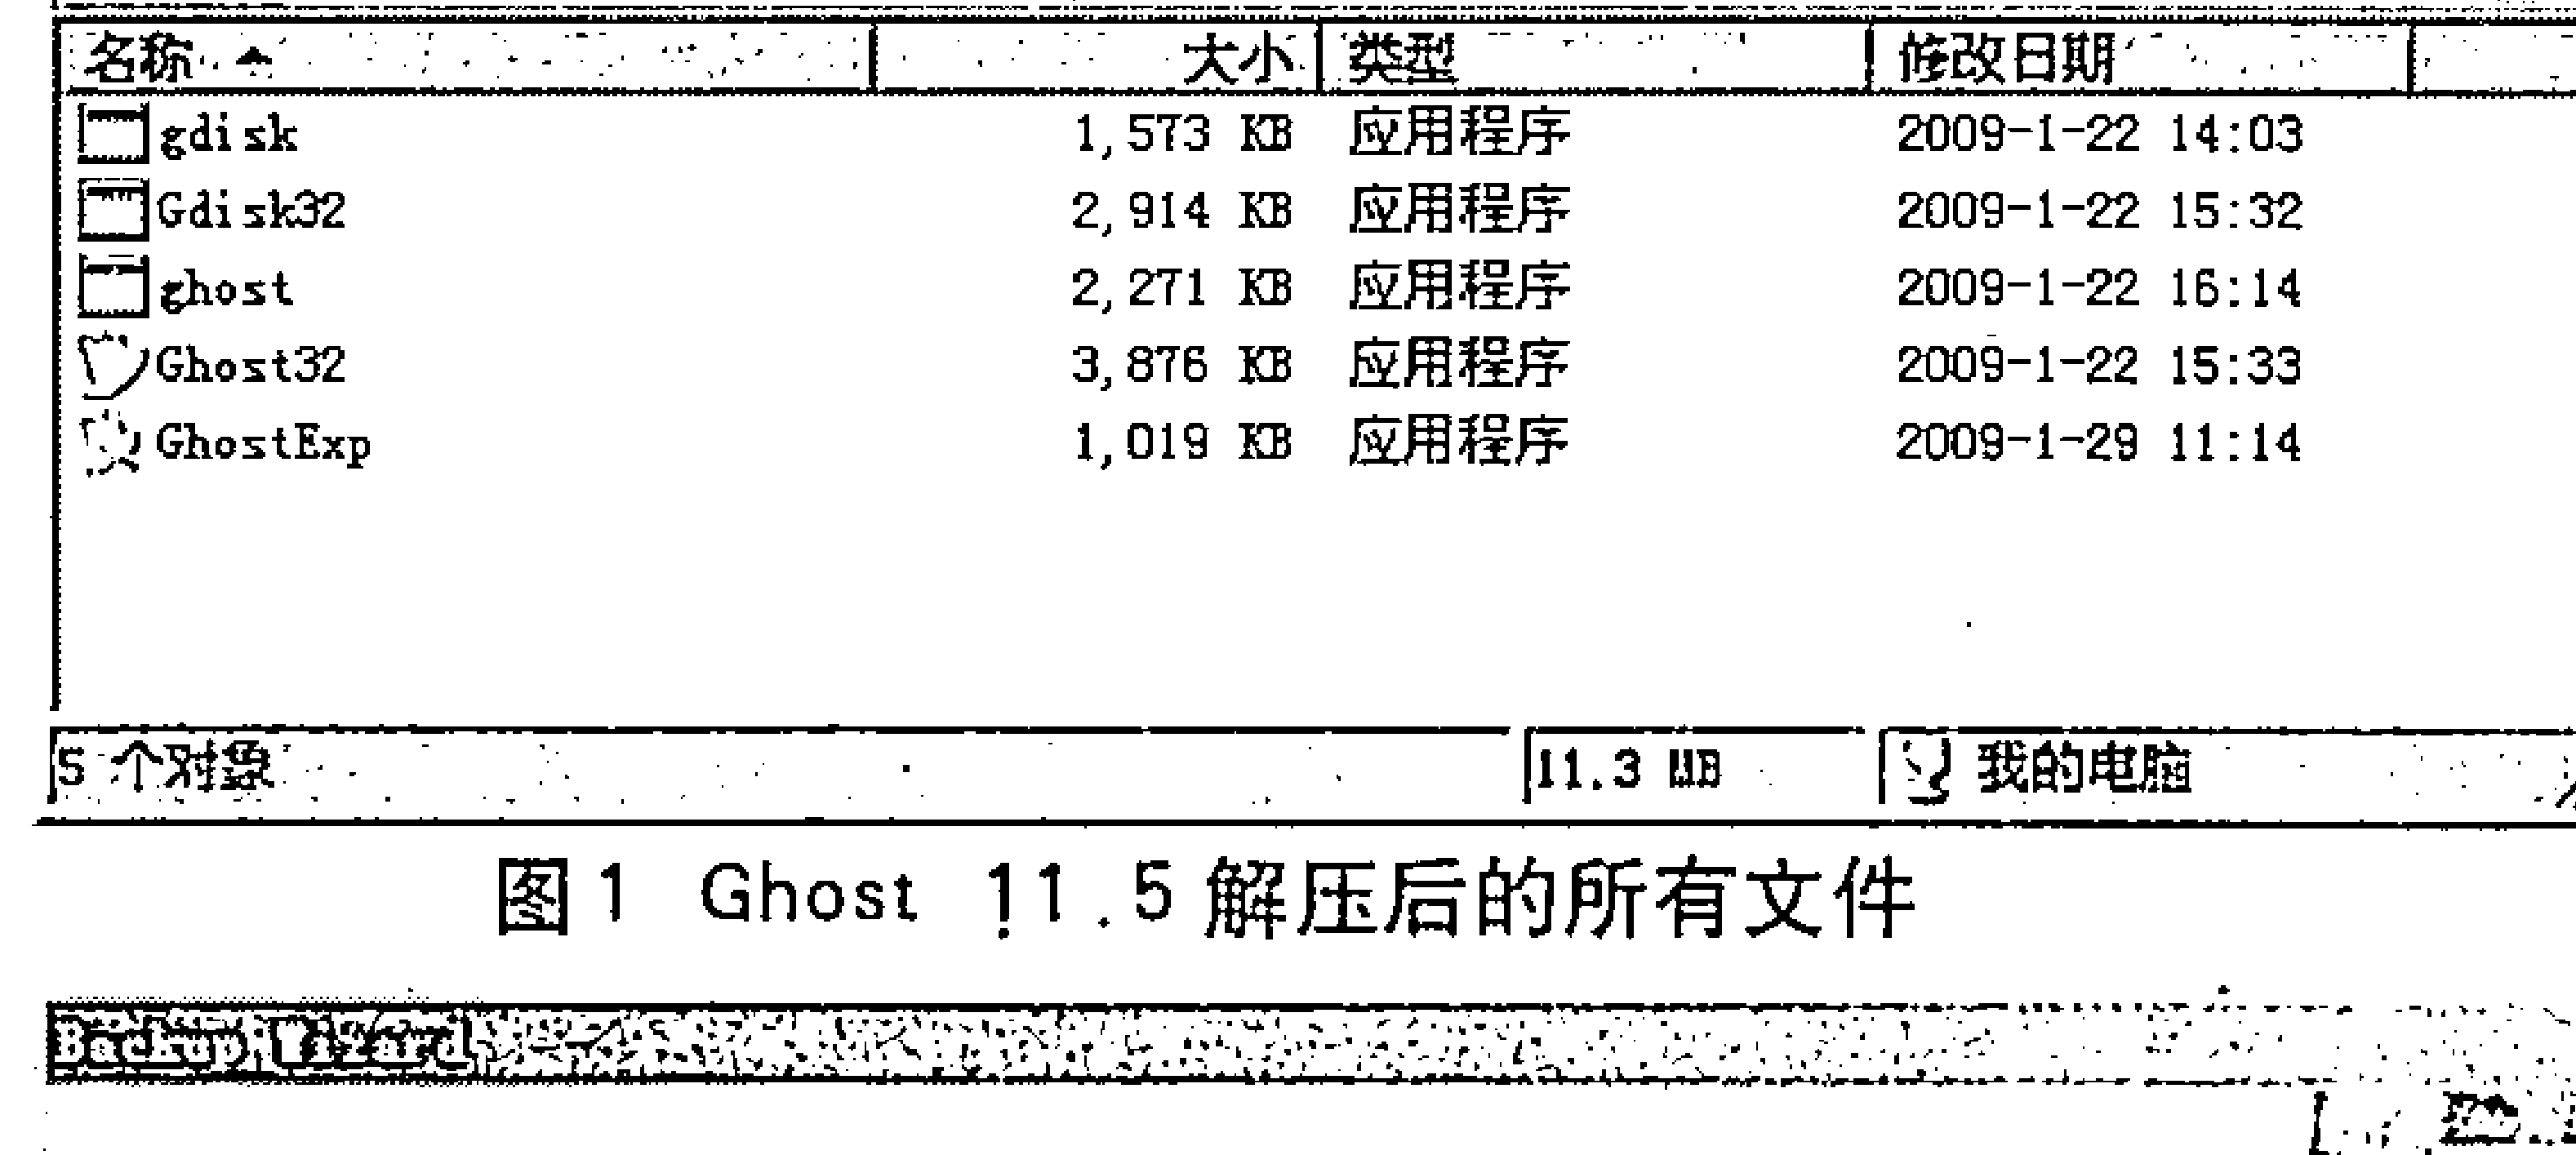 名称 大小 类型 修改日期
gdisk 1,573 KB 应用程序 2009-1-22 14:03
Gdisk32 2,914 KB 应用程序 2009-1-22 15:32
ghost 2,271 KB 应用程序 2009-1-22 16:14
Ghost32 3,876 KB 应用程序 2009-1-22 15:33
GhostExp 1,019 KB 应用程序 2009-1-29 11:14
5 个对象 11.3 MB 我的电脑
图1 Ghost 11.5解压后的所有文件
Backup Wizard